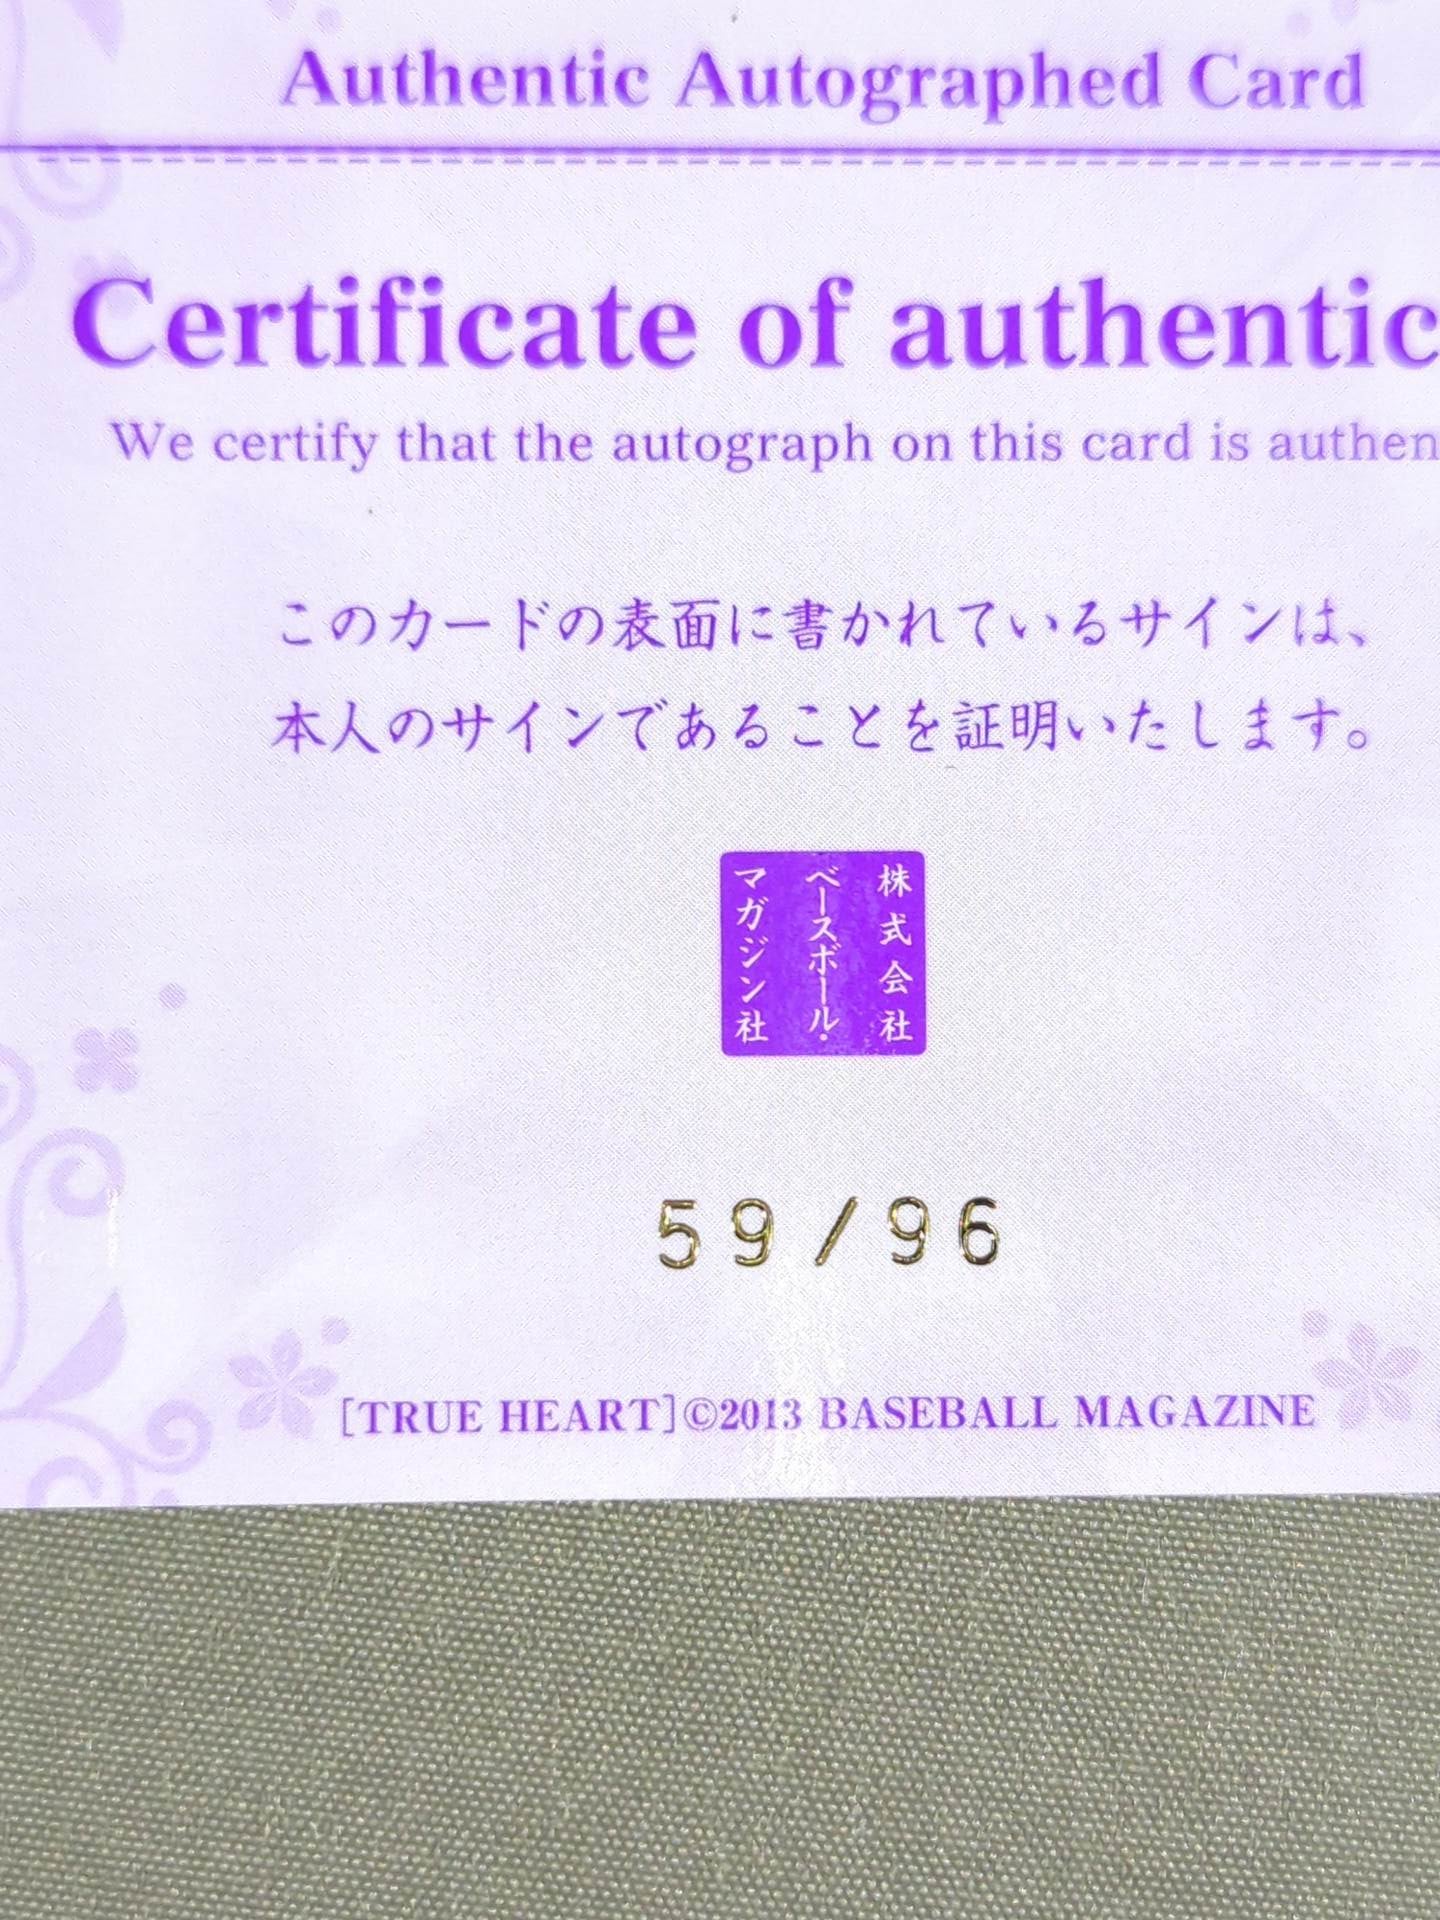 Authentic Autographed Card
Certificate of authentic
We certify that the autograph on this card is authen
このカードの表面に書かれているサインは、
本人のサインであることを証明いたします。
株式会社
ベースボール・
マガジン社
59/96
[TRUE HEART]©2013 BASEBALL MAGAZINE